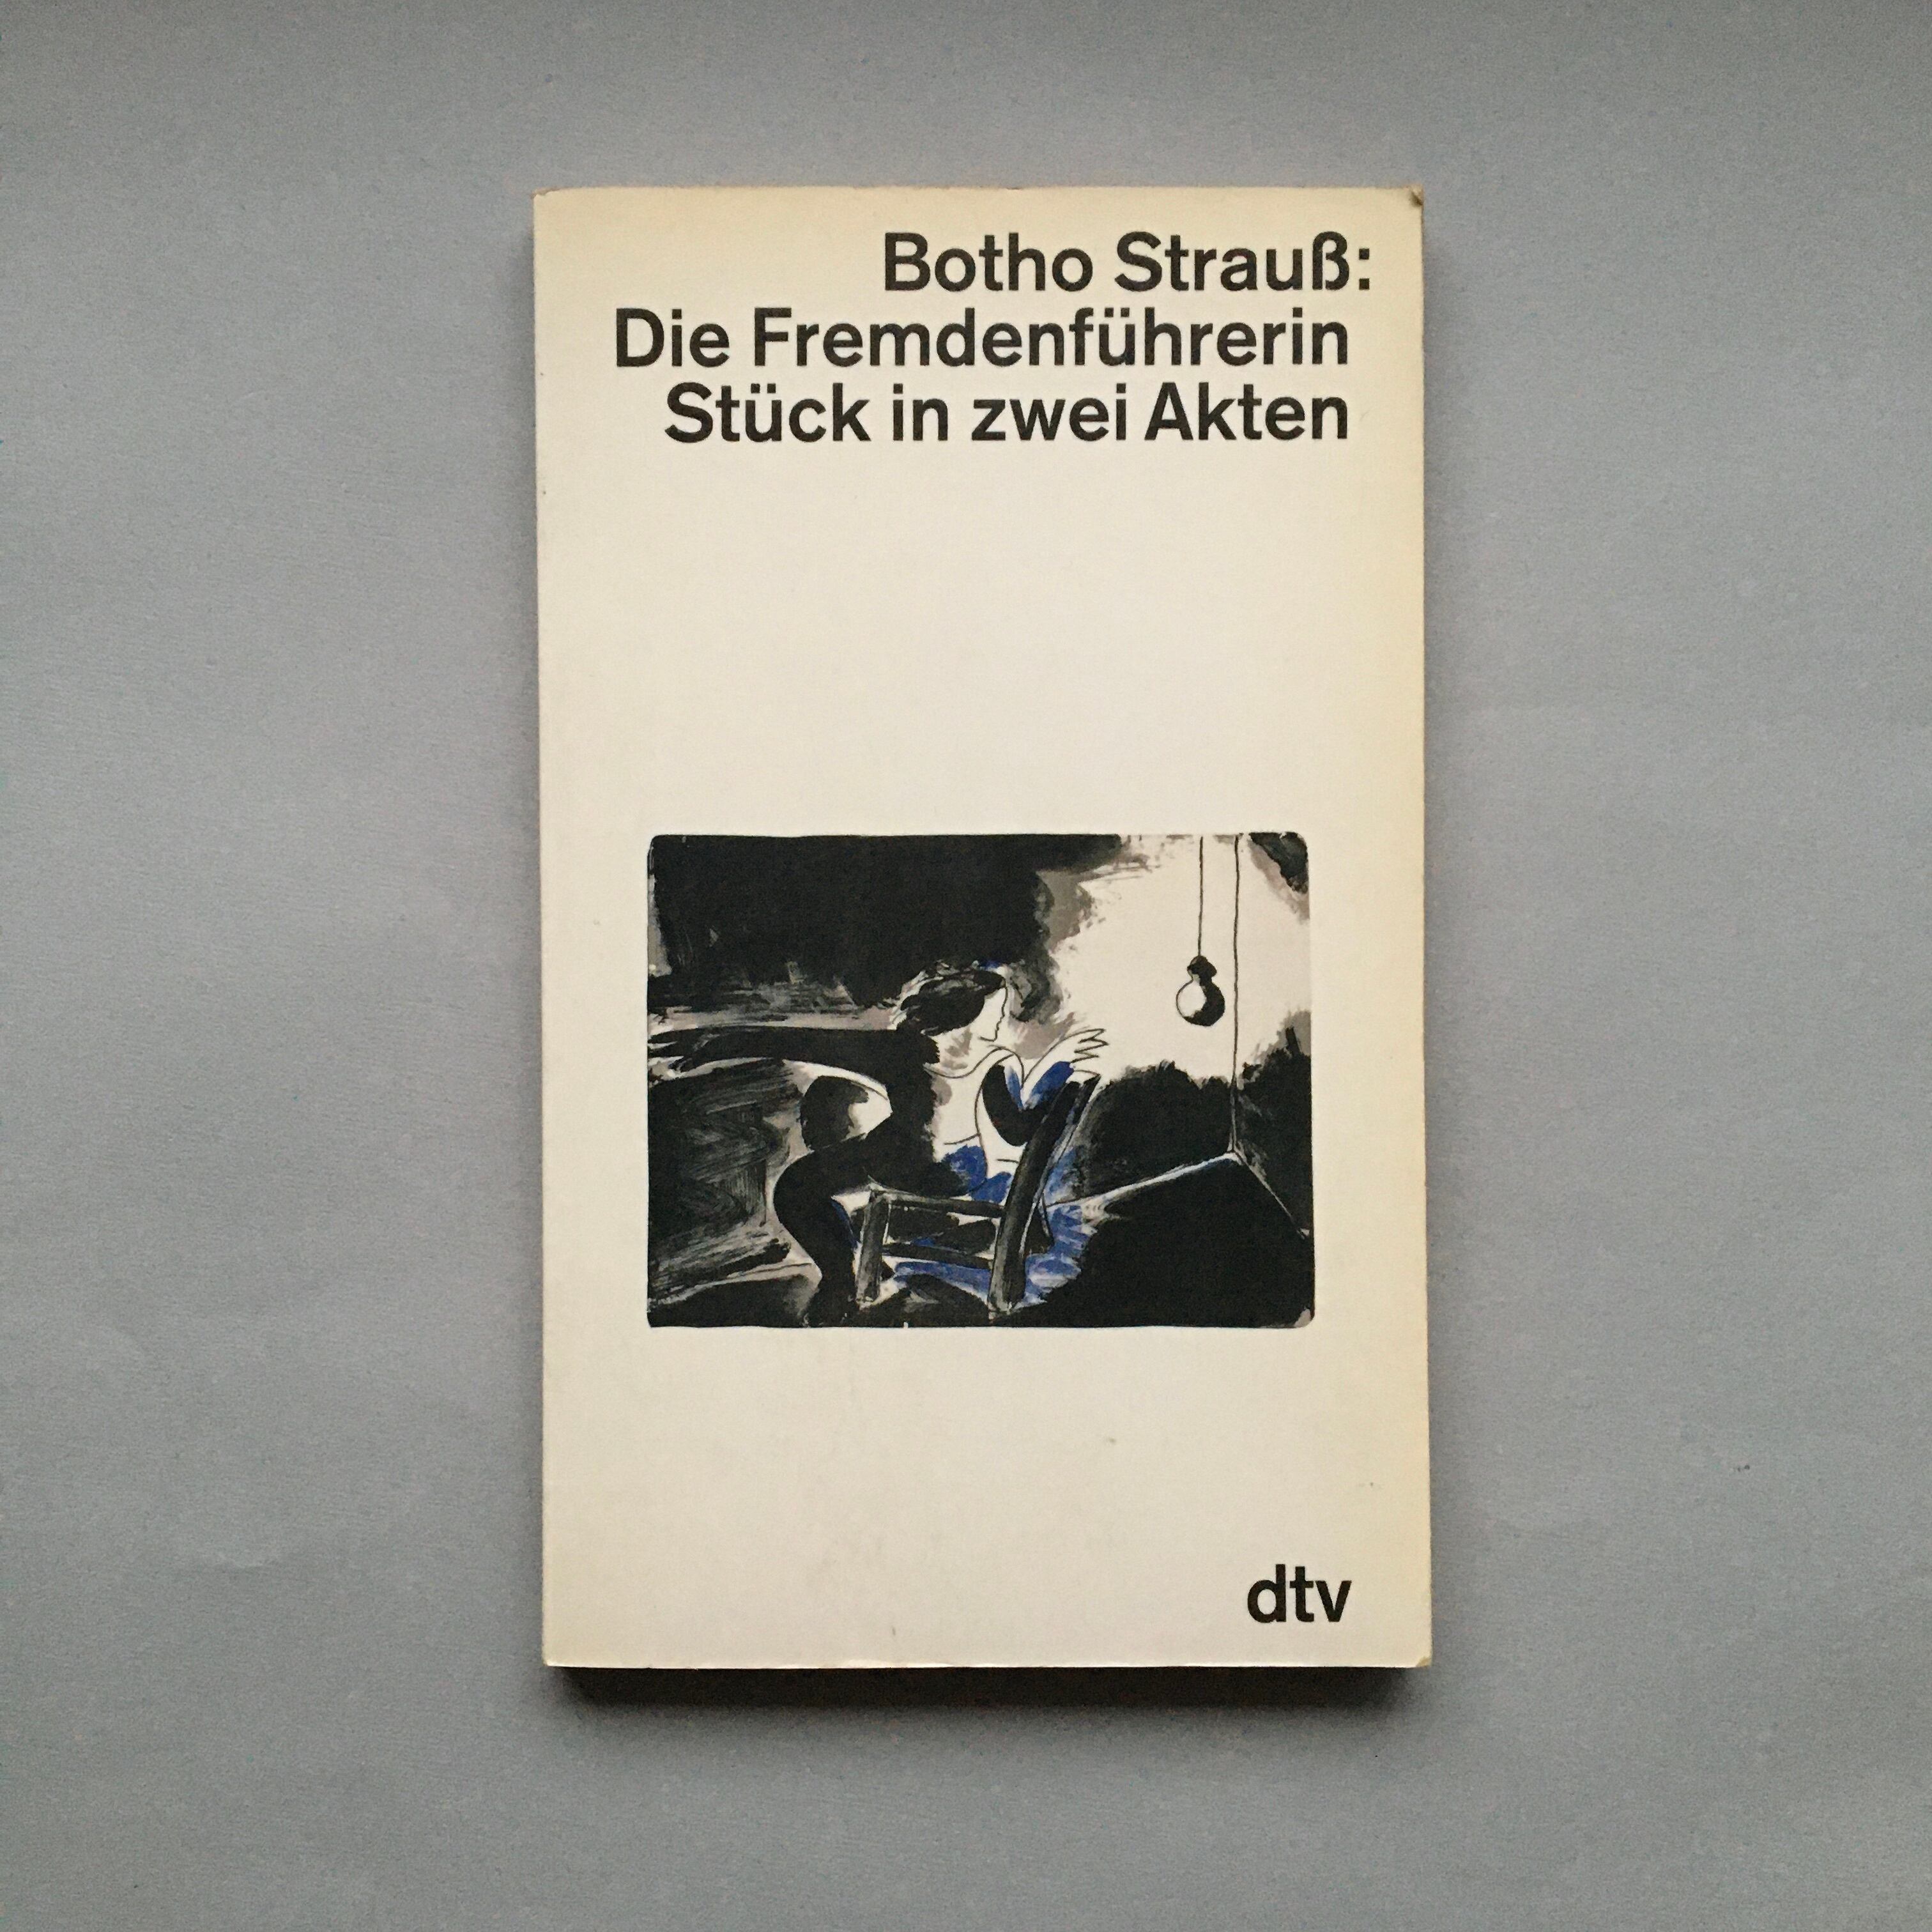 Botho Strauß:
Die Fremdenführerin
Stück in zwei Akten
dtv